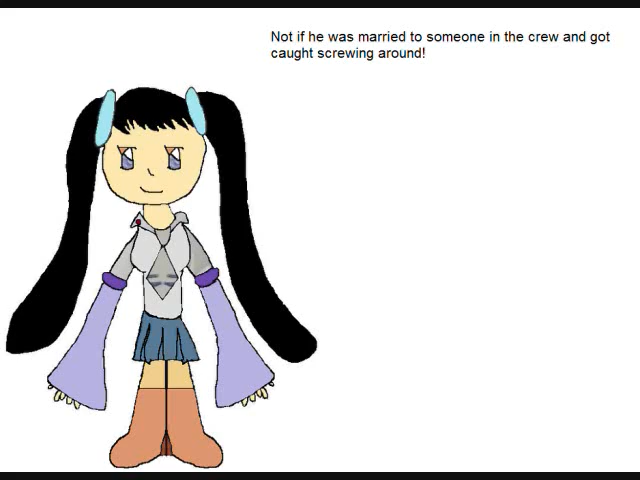 Not if he was married to someone in the crew and got
caught screwing around!